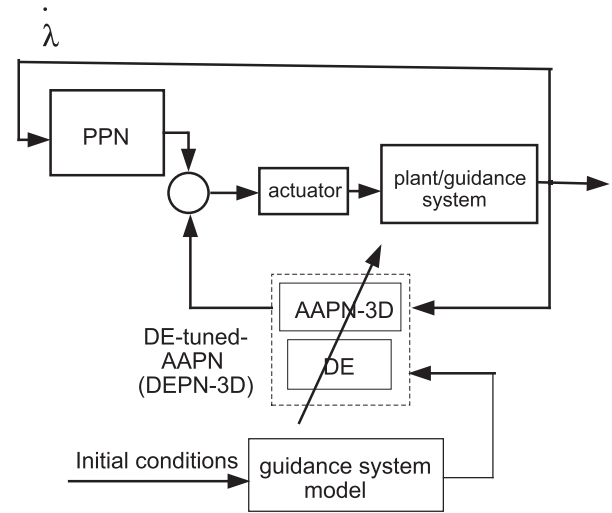 λ̇
PPN
actuator
plant/guidance
system
AAPN-3D
DE
DE-tuned-
AAPN
(DEPN-3D)
Initial conditions
guidance system
model